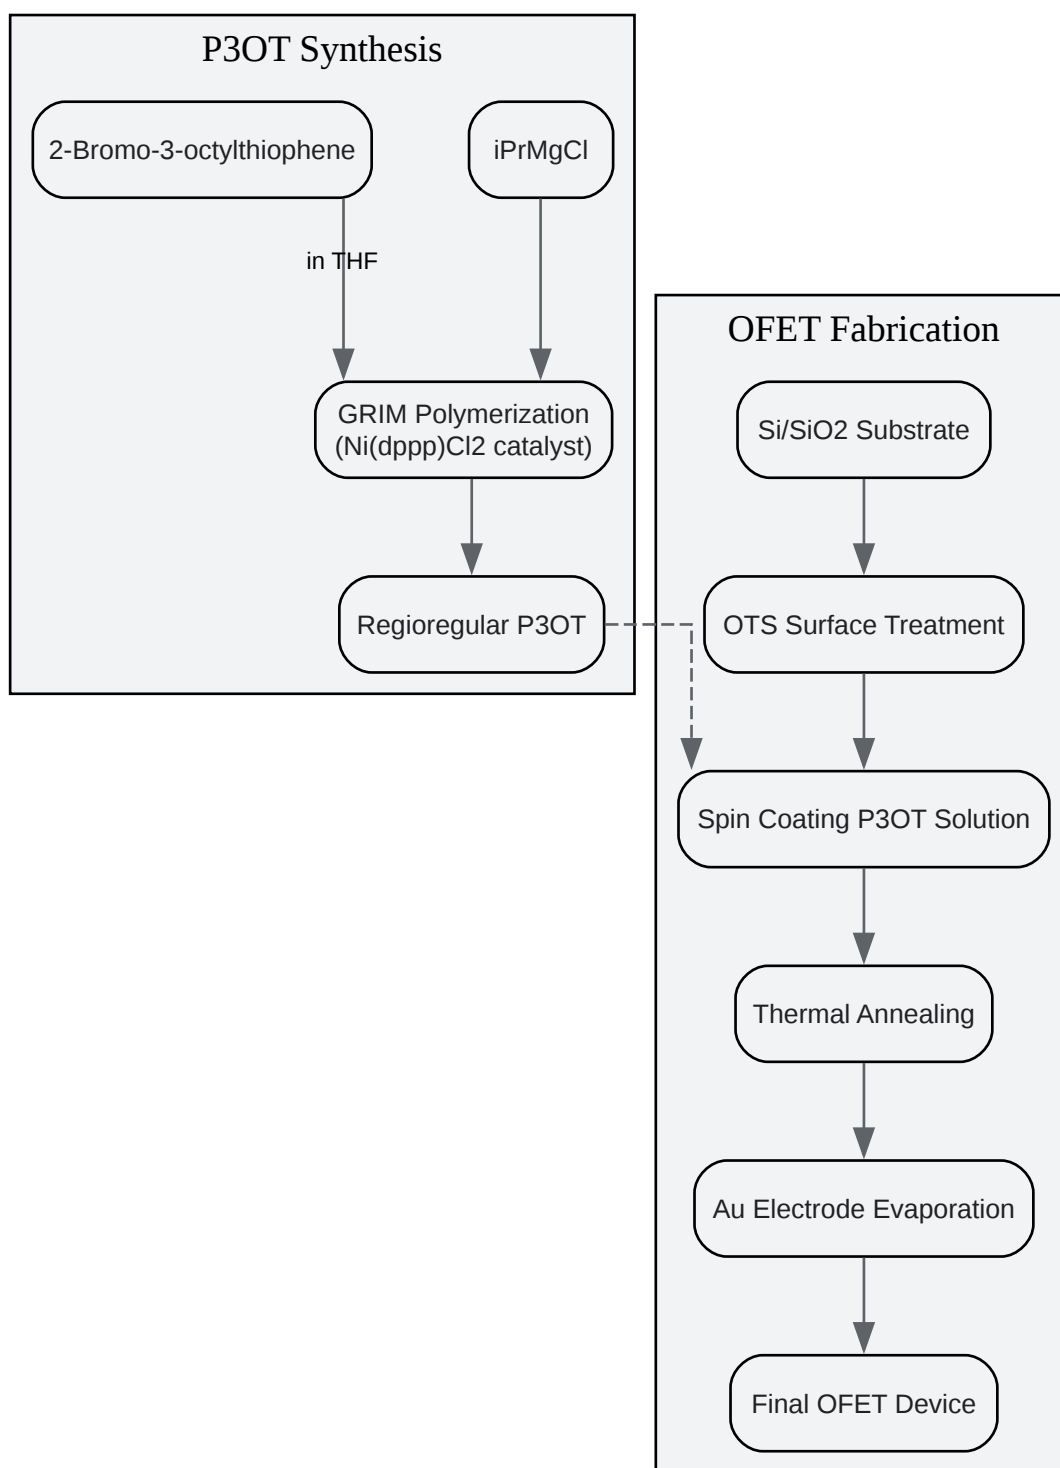 P3OT Synthesis
2-Bromo-3-octylthiophene
iPrMgCl
in THF
GRIM Polymerization
(Ni(dppp)Cl2 catalyst)
Regioregular P3OT
OFET Fabrication
Si/SiO2 Substrate
OTS Surface Treatment
Spin Coating P3OT Solution
Thermal Annealing
Au Electrode Evaporation
Final OFET Device